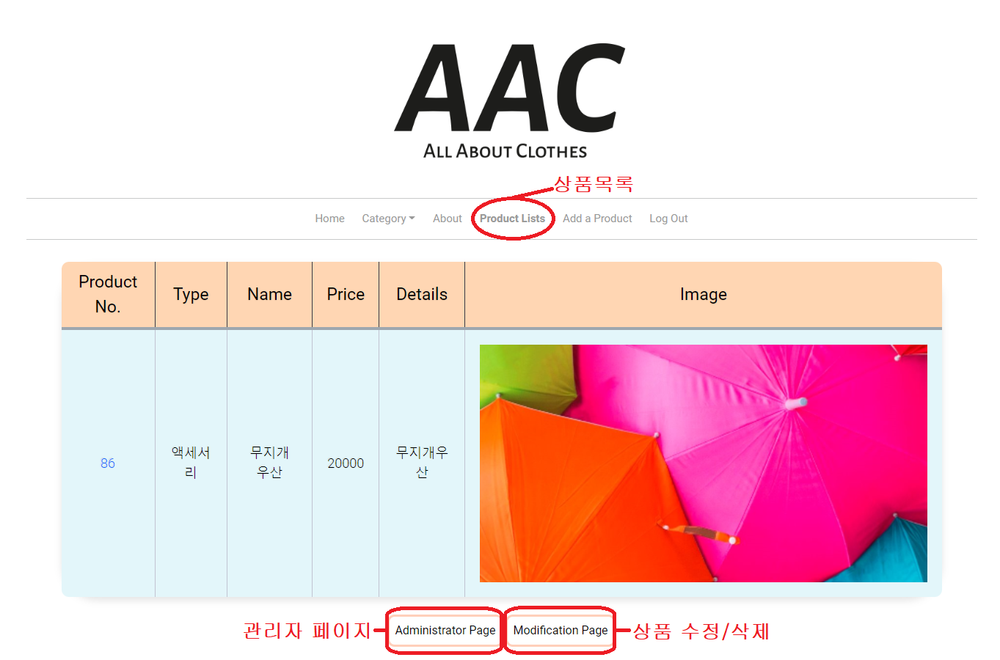 AAC
ALL ABOUT CLOTHES
상품목록
Home Category About Product Lists Add a Product Log Out
Product
No.
Type
Name
Price
Details
Image
86
액세서
리
무지개
우산
20000
무지개우
산
관리자 페이지
Administrator Page
Modification Page
상품 수정/삭제